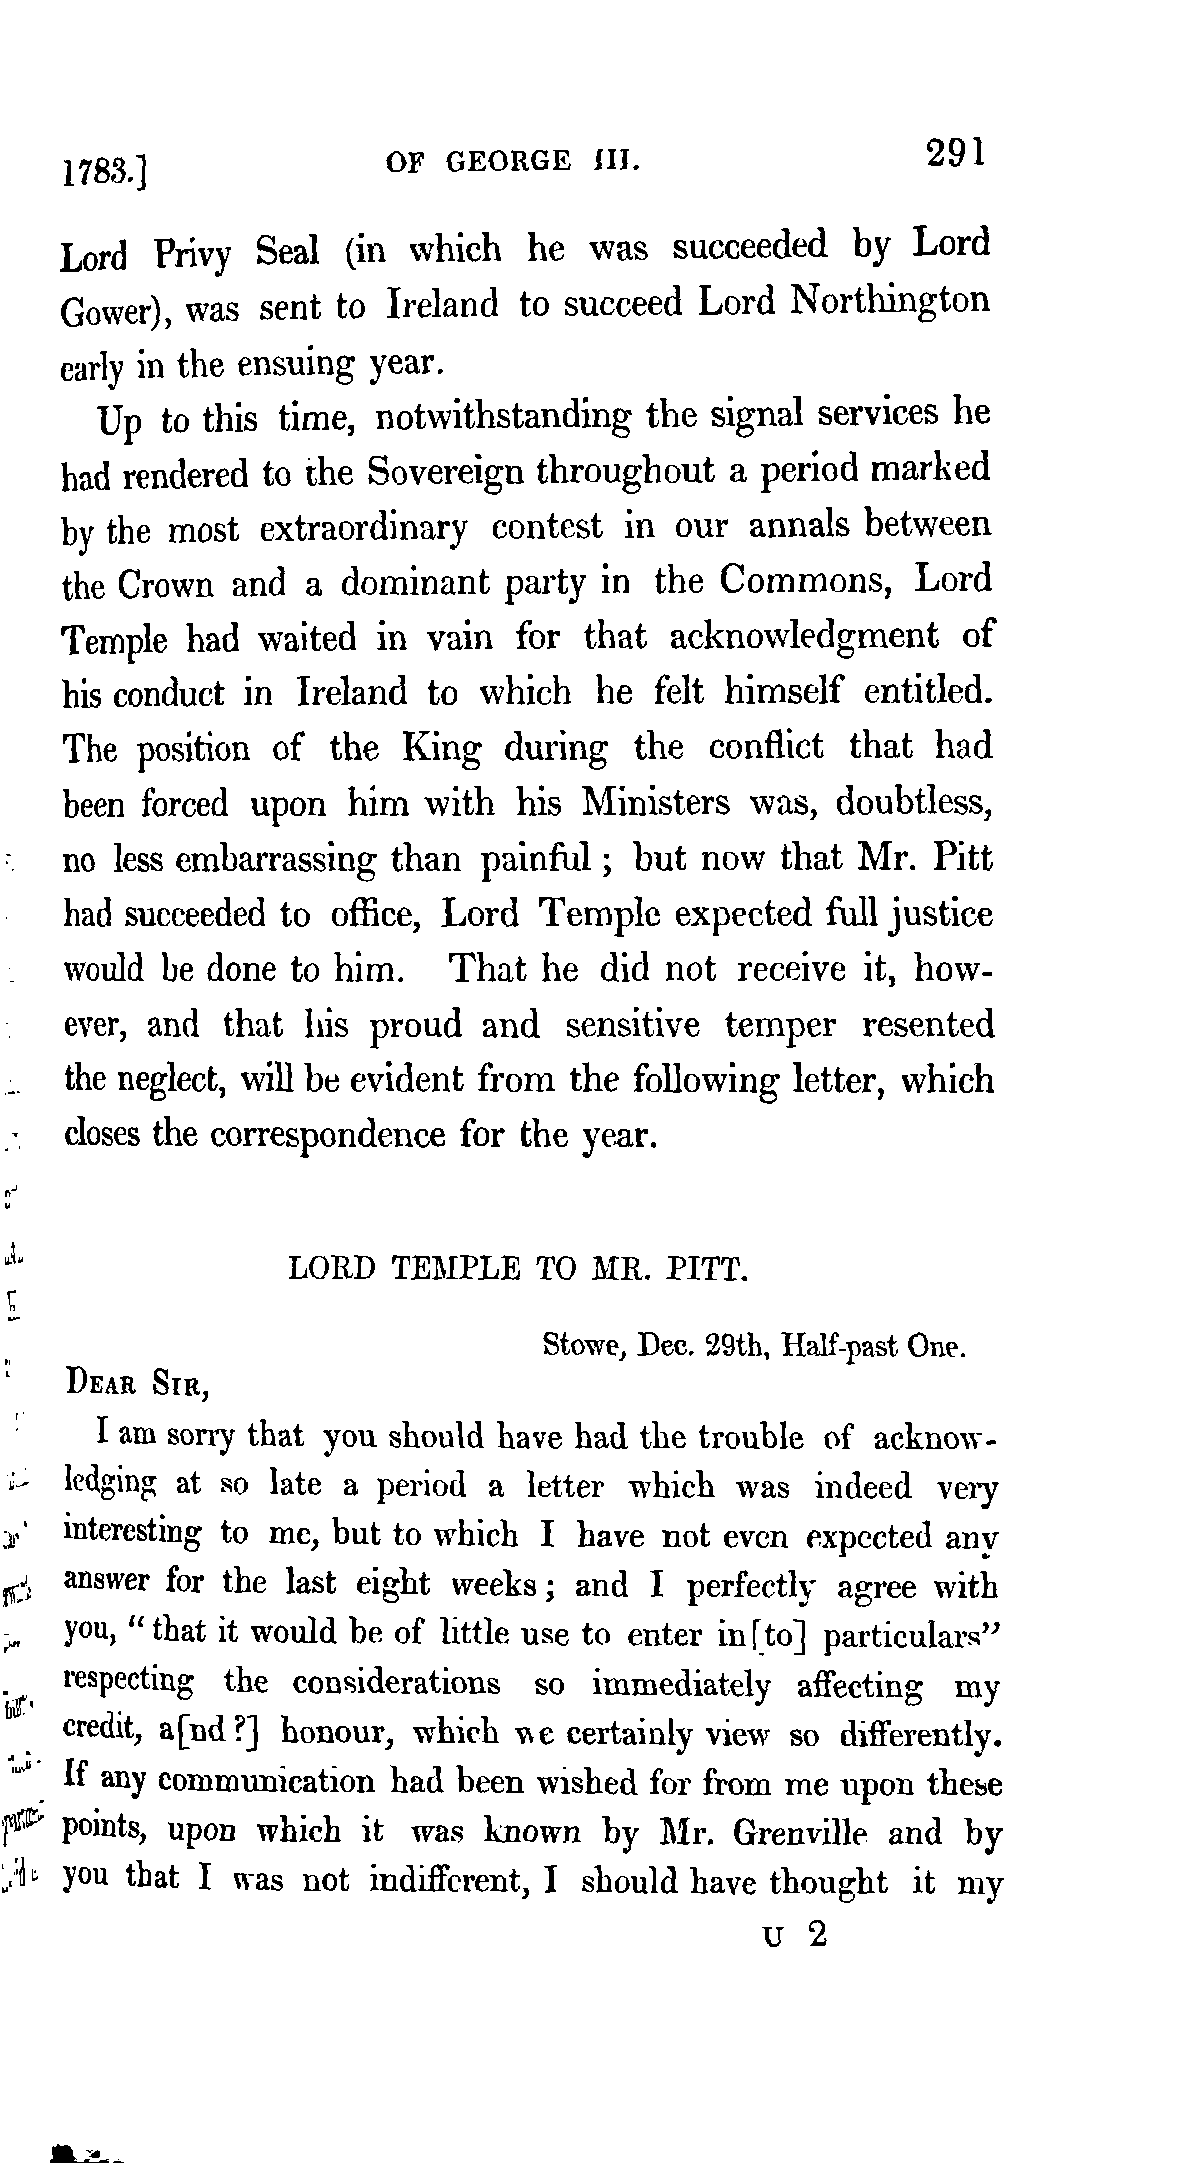 1783.] OF GEORGE III. 291
Lord Privy Seal (in which he was succeeded by Lord
Gower), was sent to Ireland to succeed Lord Northington
early in the ensuing year.
Up to this time, notwithstanding the signal services he
had rendered to the Sovereign throughout a period marked
by the most extraordinary contest in our annals between
the Crown and a dominant party in the Commons, Lord
Temple had waited in vain for that acknowledgment of
his conduct in Ireland to which he felt himself entitled.
The position of the King during the conflict that had
been forced upon him with his Ministers was, doubtless,
no less embarrassing than painful ; but now that Mr. Pitt
had succeeded to office, Lord Temple expected full justice
would be done to him. That he did not receive it, how-
ever, and that his proud and sensitive temper resented
the neglect, will be evident from the following letter, which
closes the correspondence for the year.
LORD TEMPLE TO MR. PITT.
Stowe, Dec. 29th, Half-past One.
DEAR SIR,
I am sorry that you should have had the trouble of acknow-
ledging at so late a period a letter which was indeed very
interesting to me, but to which I have not even expected any
answer for the last eight weeks ; and I perfectly agree with
you, “ that it would be of little use to enter in[to] particulars”
respecting the considerations so immediately affecting my
credit, a[nd ?] honour, which we certainly view so differently.
If any communication had been wished for from me upon these
points, upon which it was known by Mr. Grenville and by
you that I was not indifferent, I should have thought it my
U 2